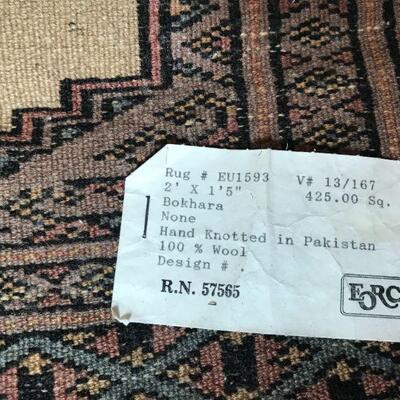 Rug # EU1593 V# 13/167
2' X 1'5" 425.00 Sq.
Bokhara
None
Hand Knotted in Pakistan
100 % Wool
Design # .
R.N. 57565